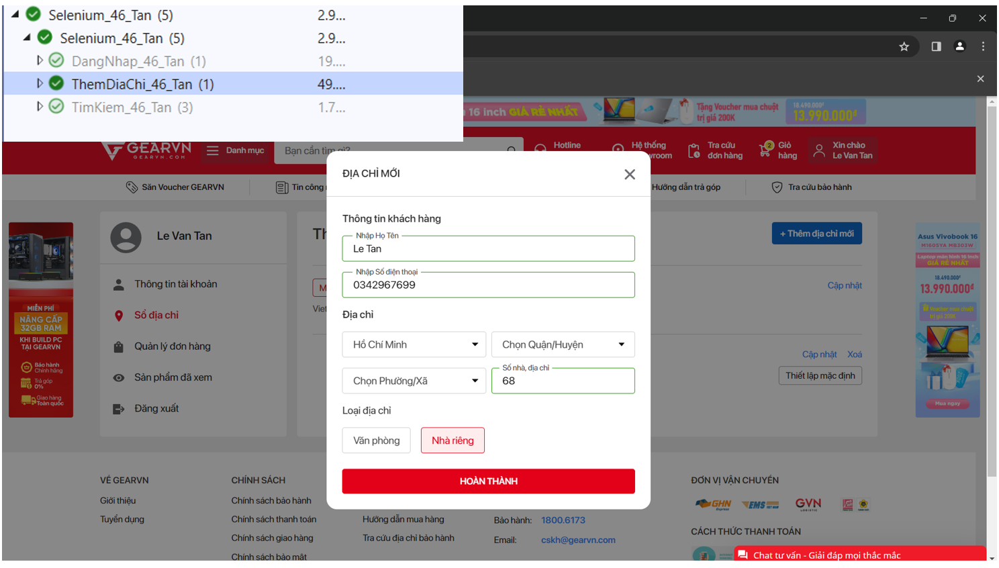 Selenium_46_Tan (5) 2.9...
Selenium_46_Tan (5) 2.9...
DangNhap_46_Tan (1) 19....
ThemDiaChi_46_Tan (1) 49....
TimKiem_46_Tan (3) 1.7...
16 inch GIÁ RẺ NHẤT
Tặng Voucher mua chuột
trị giá 200K
18.490.000đ
13.990.000đ
GEARVN
GEARVN.COM
Danh mục
Bạn cần tìm gì?
Hotline
Hệ thống
Tra cứu
đơn hàng
2
Giỏ
hàng
Xin chào
Le Van Tan
Săn Voucher GEARVN
Tin công
Hướng dẫn trả góp
Tra cứu bảo hành
MIỄN PHÍ
NÂNG CẤP
32GB RAM
KHI BUILD PC
TẠI GEARVN
Bảo hành
Chính hãng
Trả góp
0%
Giao hàng
Toàn quốc
Le Van Tan
Thông tin tài khoản
Sổ địa chỉ
Quản lý đơn hàng
Sản phẩm đã xem
Đăng xuất
Th
+ Thêm địa chỉ mới
M
Viet
Cập nhật
Cập nhật Xoá
Thiết lập mặc định
ĐỊA CHỈ MỚI
Thông tin khách hàng
Nhập Họ Tên
Le Tan
Nhập Số điện thoại
0342967699
Địa chỉ
Hồ Chí Minh
Chọn Quận/Huyện
Chọn Phường/Xã
Số nhà, địa chỉ
68
Loại địa chỉ
Văn phòng
Nhà riêng
HOÀN THÀNH
Asus Vivobook 16
M1605YA MB303W
Laptop màn hình 16 inch
GIÁ RẺ NHẤT
18.490.000đ
13.990.000đ
Voucher mua chuột
trị giá 200K
Mua ngay
VỀ GEARVN
Giới thiệu
Tuyển dụng
CHÍNH SÁCH
Chính sách bảo hành
Chính sách thanh toán
Chính sách giao hàng
Chính sách bảo mật
Hướng dẫn mua hàng
Tra cứu địa chỉ bảo hành
Bảo hành: 1800.6173
Email: cskh@gearvn.com
ĐƠN VỊ VẬN CHUYỂN
GHN
Express
EMS
GVN
LOGISTIC
CÁCH THỨC THANH TOÁN
Chat tư vấn - Giải đáp mọi thắc mắc